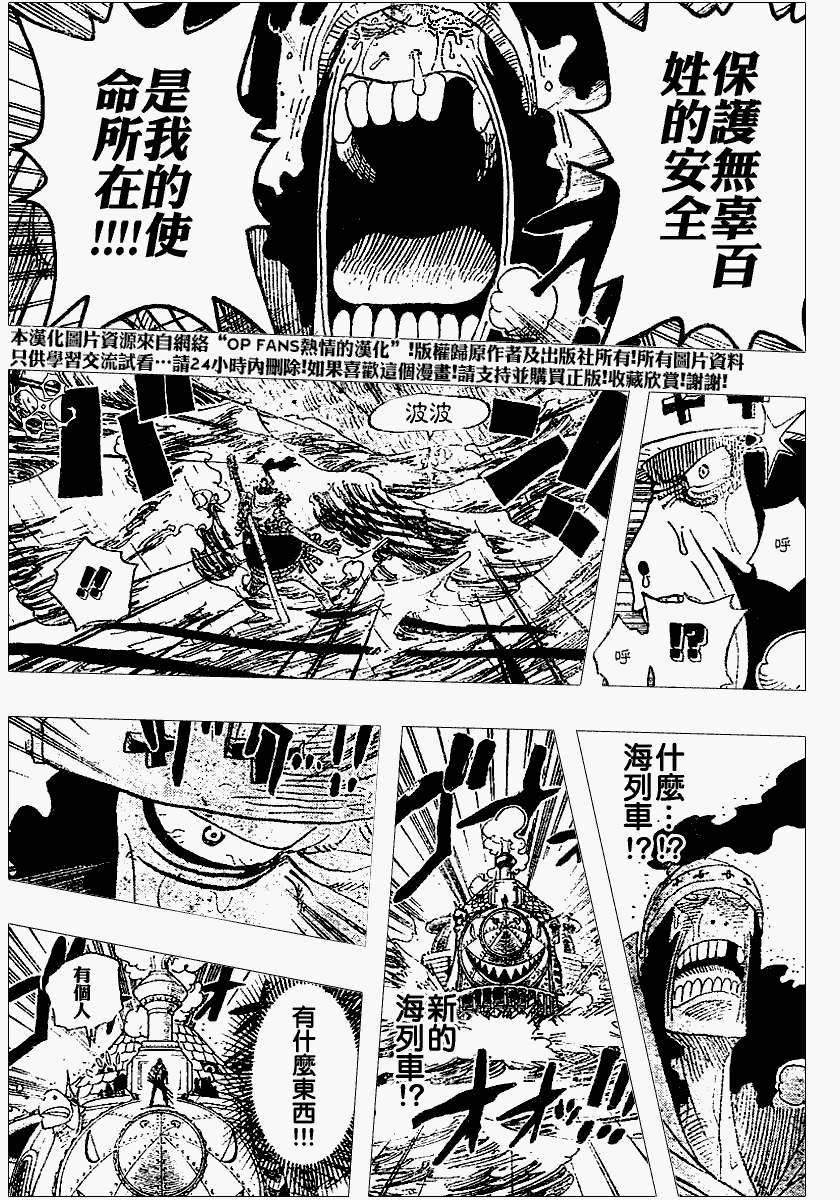 保護無辜百
姓的安全
是我的使
命所在!!!!
本漢化圖片資源來自網絡“OP FANS熱情的漢化”!版權歸原作者及出版社所有!所有圖片資料
只供學習交流試看…請24小時內刪除!如果喜歡這個漫畫!請支持並購買正版!收藏欣賞!謝謝!
呼
!?
呼
波波
!!
什麼…!?
海列車!?
新的
海列車!?
オオオ!!!
有什麼東西!!!
有個人